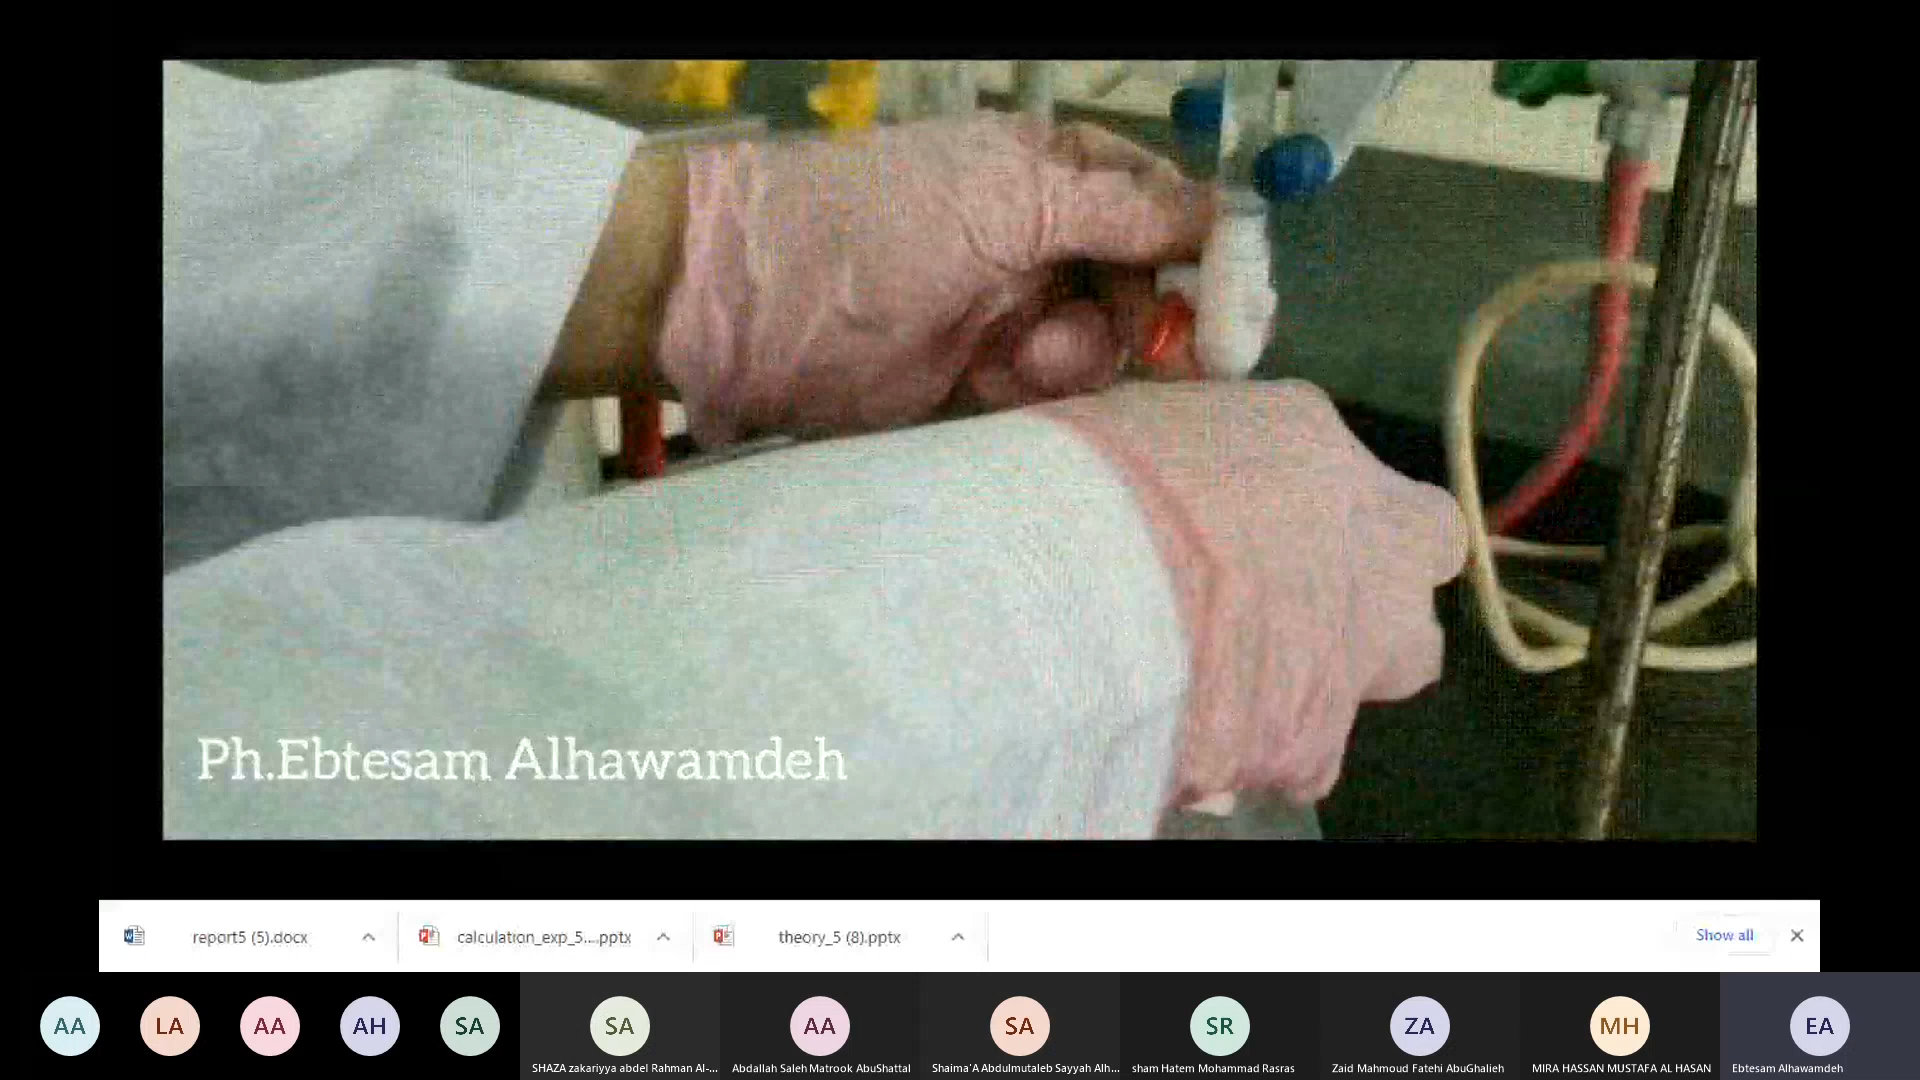 Ph.Ebtesam Alhawamdeh
report5 (5).docx
calculation_exp_5....pptx
theory_5 (8).pptx
Show all
AA
LA
AA
AH
SA
SA
AA
SA
SR
ZA
MH
EA
SHAZA zakariyya abdel Rahman Al-...
Abdallah Saleh Matrook AbuShattal
Shaima'A Abdulmutaleb Sayyah Alh...
sham Hatem Mohammad Rasras
Zaid Mahmoud Fatehi AbuGhalieh
MIRA HASSAN MUSTAFA AL HASAN
Ebtesam Alhawamdeh